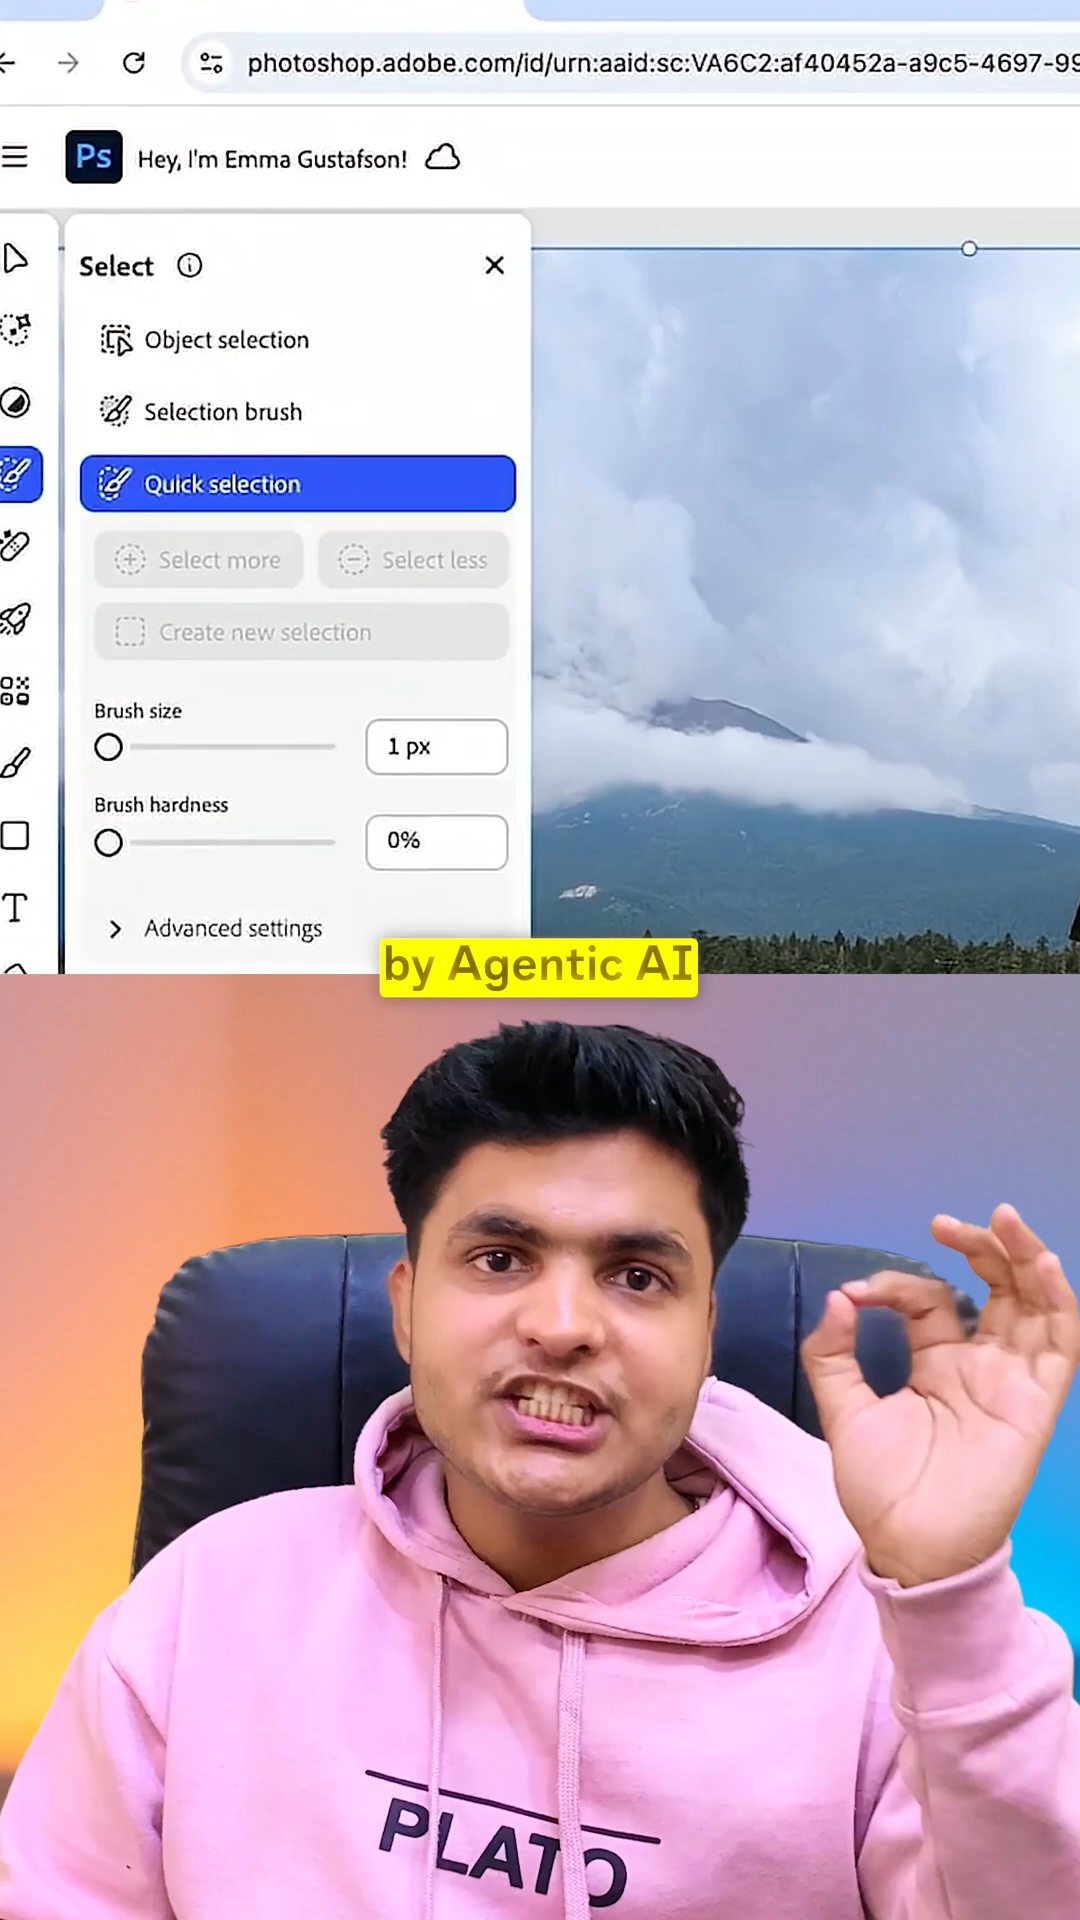 photoshop.adobe.com/id/urn:aaid:sc:VA6C2:af40452a-a9c5-4697-99
Ps Hey, I'm Emma Gustafson!
Select
Object selection
Selection brush
Quick selection
Select more Select less
Create new selection
Brush size
1 px
Brush hardness
0%
Advanced settings
T
by Agentic AI
PLATO